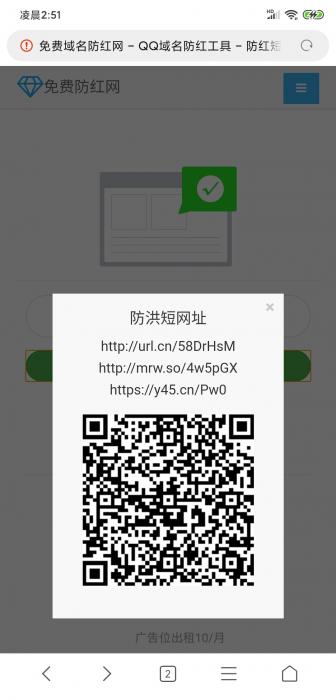 凌晨2:51
HD
免费域名防红网 - QQ域名防红工具 - 防红短
免费防红网
×
防洪短网址
http://url.cn/58DrHsM
http://mrw.so/4w5pGX
https://y45.cn/Pw0
广告位出租10/月
2